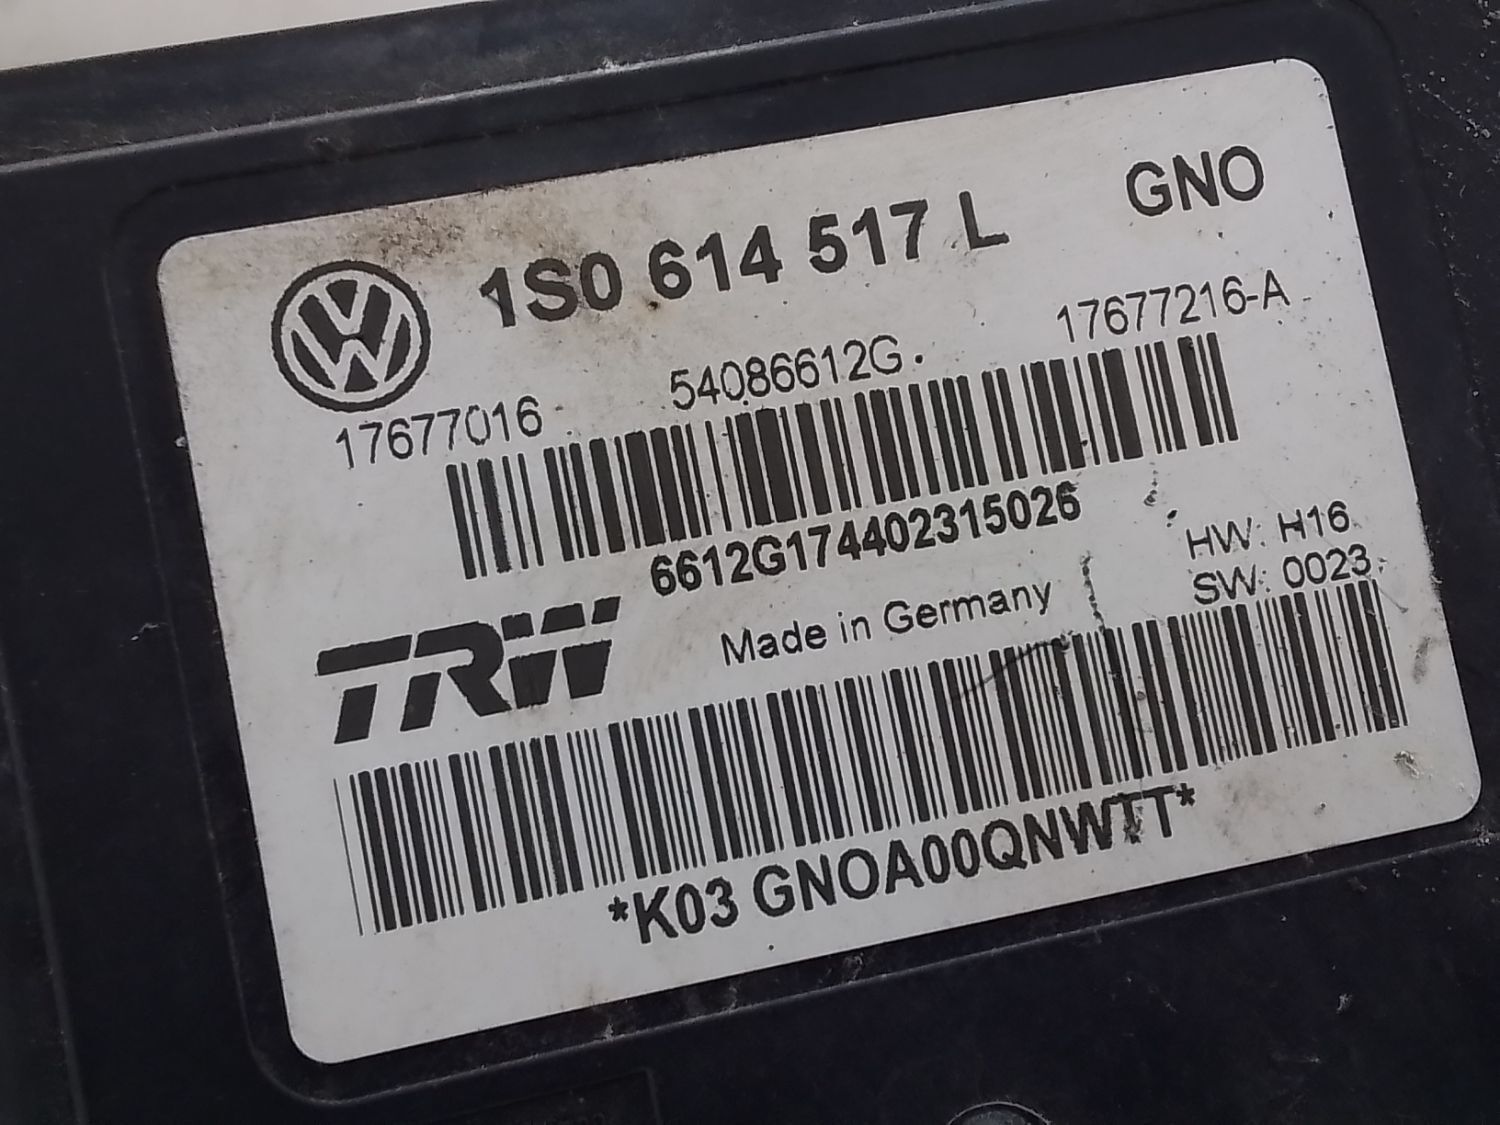 1S0 614 517 L GNO
17677016 54086612G 17677216-A
6612G174402315026
HW: H16
SW: 0023
TRW Made in Germany
*K03 GNOA00QNWTT*